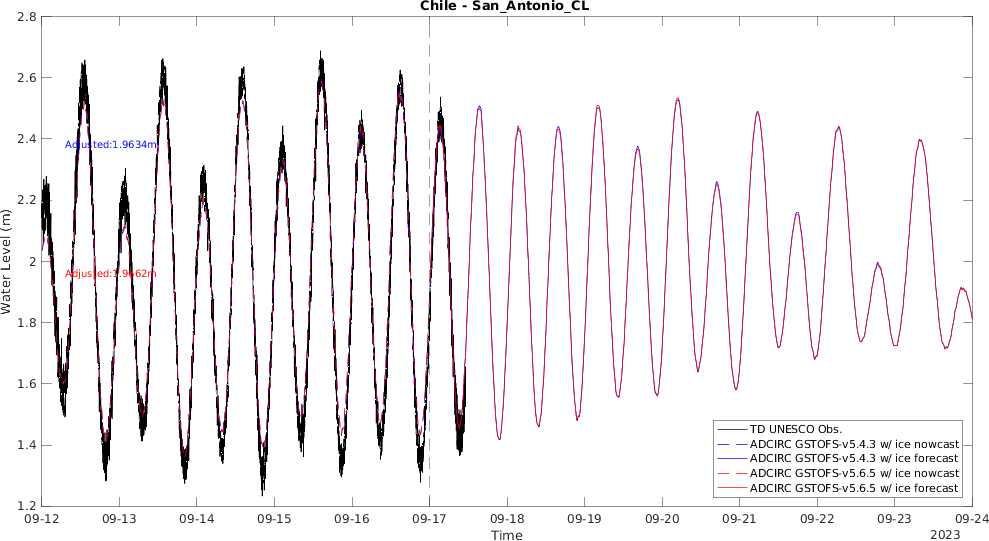 Chile - San_Antonio_CL
2.8
2.6
2.4
2.2
2
1.8
1.6
1.4
1.2
Water Level (m)
Adjusted:1.9634m
Adjusted:1.9662m
TD UNESCO Obs.
ADCIRC GSTOFS-v5.4.3 w/ ice nowcast
ADCIRC GSTOFS-v5.4.3 w/ ice forecast
ADCIRC GSTOFS-v5.6.5 w/ ice nowcast
ADCIRC GSTOFS-v5.6.5 w/ ice forecast
09-12 09-13 09-14 09-15 09-16 09-17 09-18 09-19 09-20 09-21 09-22 09-23 09-24
Time
2023